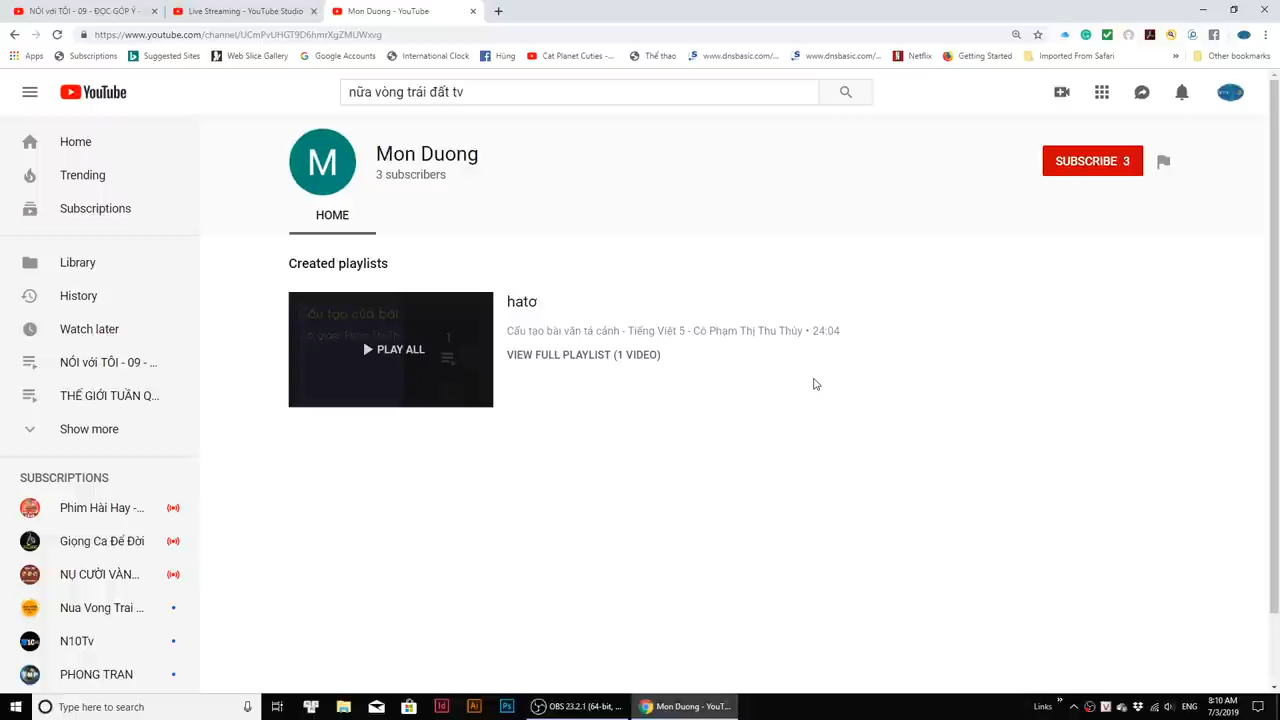 NÓI với TÔI - 09 - ĐỌC GÓP Ý -
Live Streaming - YouTube Studio
Mon Duong - YouTube
https://www.youtube.com/channel/UCmPvUHGT9D6hmrXgZMUWxvg
Apps
Subscriptions
Suggested Sites
Web Slice Gallery
Google Accounts
International Clock
Hùng
Cat Planet Cuties -...
Thể thao
www.dnsbasic.com/...
www.dnsbasic.com/...
Netflix
Getting Started
Imported From Safari
»
Other bookmarks
YouTube
nữa vòng trái đất tv
Home
Trending
Subscriptions
Library
History
Watch later
NÓI với TÔI - 09 - ...
THẾ GIỚI TUẦN Q...
Show more
SUBSCRIPTIONS
Phim Hài Hay -...
Giọng Ca Để Đời
NỤ CƯỜI VÀN...
Nua Vong Trai ...
N10Tv
PHONG TRAN
M
Mon Duong
3 subscribers
SUBSCRIBE 3
HOME
Created playlists
1
PLAY ALL
hatơ
Cấu tạo bài văn tả cảnh - Tiếng Việt 5 - Cô Phạm Thị Thu Thủy • 24:04
VIEW FULL PLAYLIST (1 VIDEO)
Type here to search
OBS 23.2.1 (64-bit, ...
Mon Duong - YouT...
Links
»
ENG
8:10 AM
7/3/2019